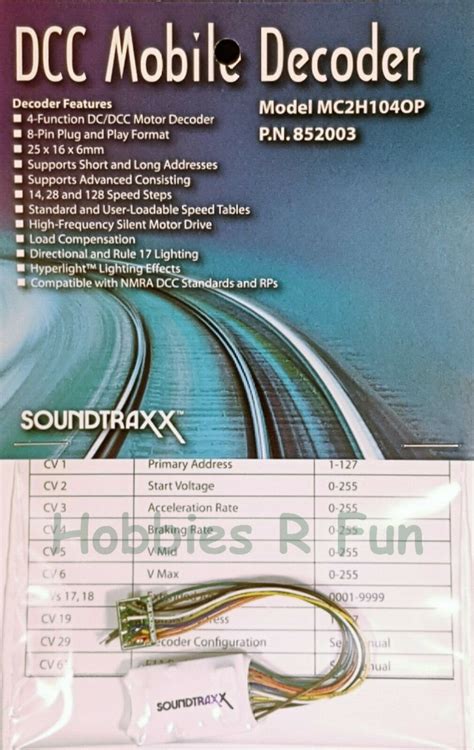 DCC Mobile Decoder
Decoder Features
■ 4-Function DC/DCC Motor Decoder
■ 8-Pin Plug and Play Format
■ 25 x 16 x 6mm
■ Supports Short and Long Addresses
■ Supports Advanced Consisting
■ 14, 28 and 128 Speed Steps
■ Standard and User-Loadable Speed Tables
■ High-Frequency Silent Motor Drive
■ Load Compensation
■ Directional and Rule 17 Lighting
■ Hyperlight™ Lighting Effects
■ Compatible with NMRA DCC Standards and RPs
Model MC2H104OP
P.N. 852003
SOUNDTRAXX™
CV 1 Primary Address 1-127
CV 2 Start Voltage 0-255
CV 3 Acceleration Rate 0-255
CV 4 Braking Rate 0-255
Hobbies R Fun
CV 5 V Mid 0-255
CV 6 V Max 0-255
17, 18 0001-9999
CV 19
CV 29 Decoder Configuration
CV
SOUNDTRAXX